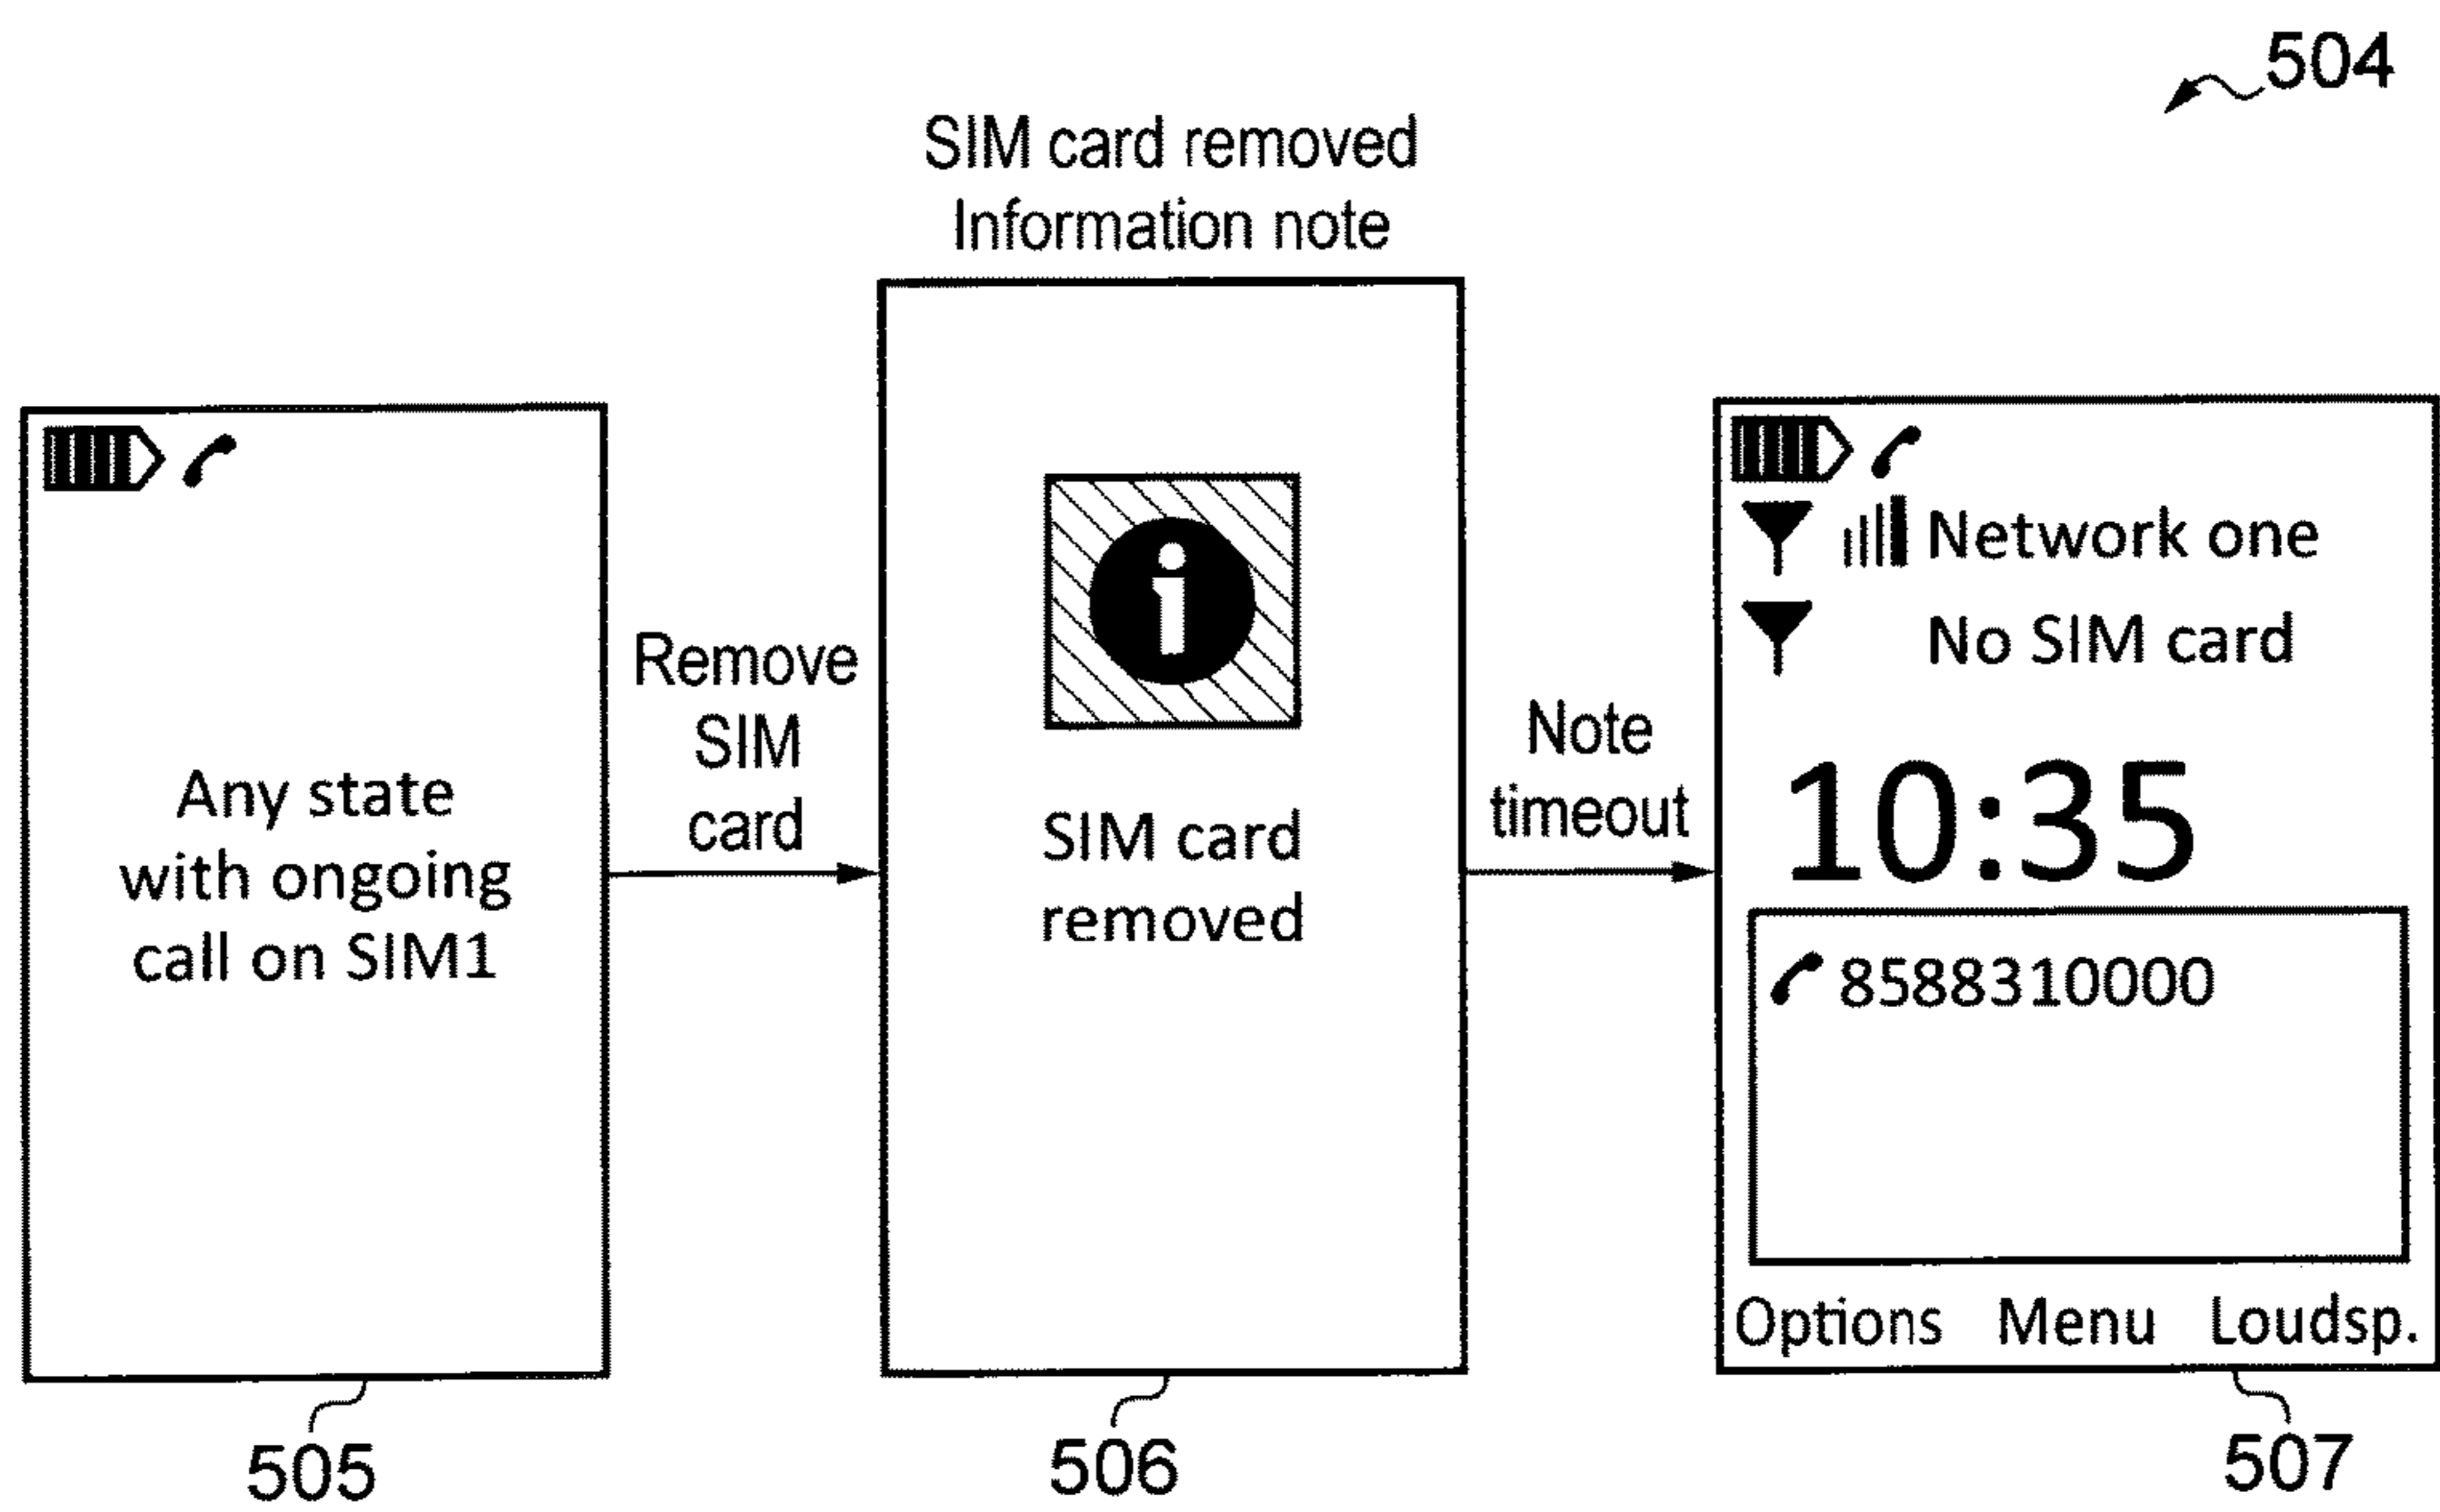 504
SIM card removed
Information note
Any state
with ongoing
call on SIM1
Remove
SIM
card
i
SIM card
removed
Note
timeout
Network one
No SIM card
10:35
8588310000
Options Menu Loudsp.
505
506
507